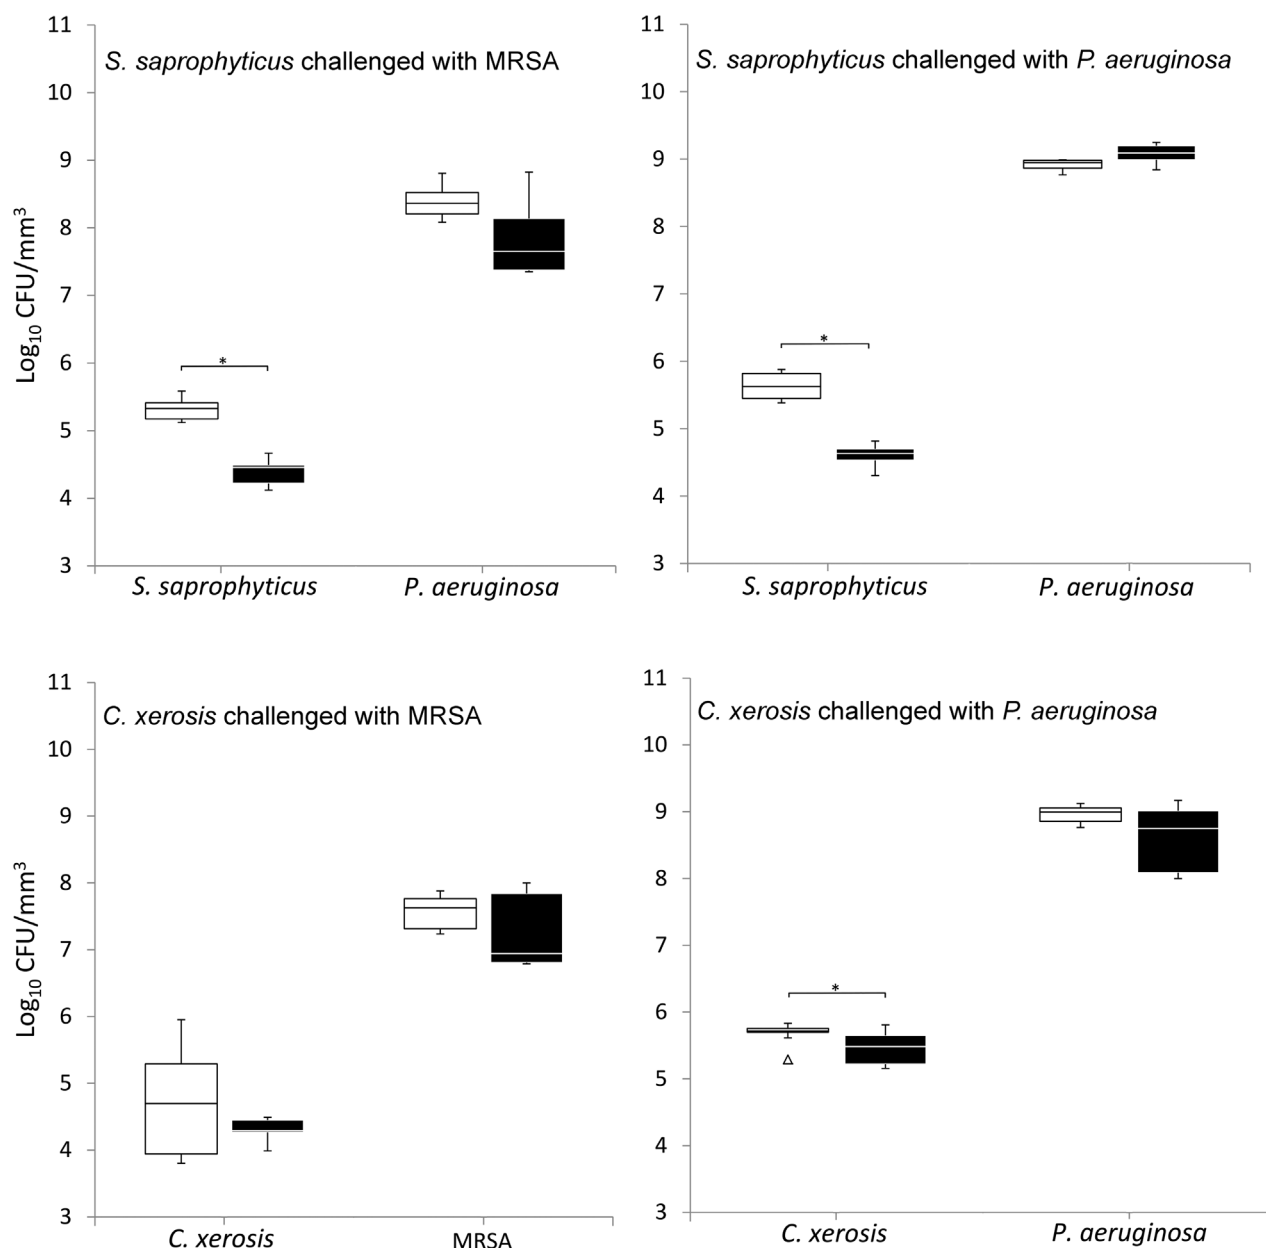 S. saprophyticus challenged with MRSA
11
10
9
8
7
6
5
4
3
Log10 CFU/mm3
*
S. saprophyticus
P. aeruginosa
S. saprophyticus challenged with P. aeruginosa
11
10
9
8
7
6
5
4
3
*
S. saprophyticus
P. aeruginosa
C. xerosis challenged with MRSA
11
10
9
8
7
6
5
4
3
Log10 CFU/mm3
C. xerosis
MRSA
C. xerosis challenged with P. aeruginosa
11
10
9
8
7
6
5
4
3
*
C. xerosis
P. aeruginosa